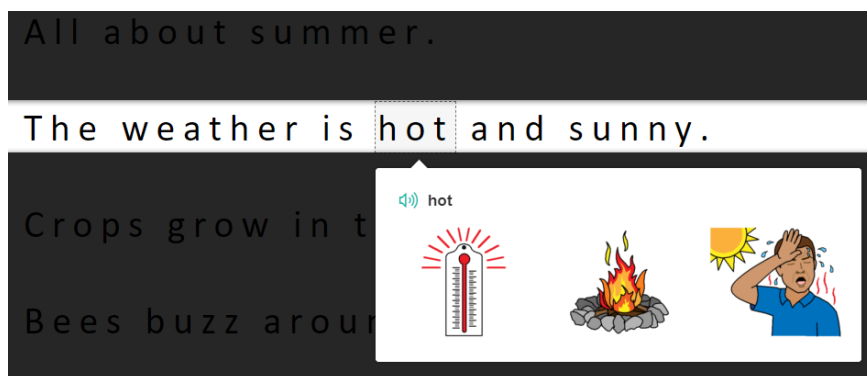 All about summer.
The weather is hot and sunny.
hot
Crops grow in t
Bees buzz arour